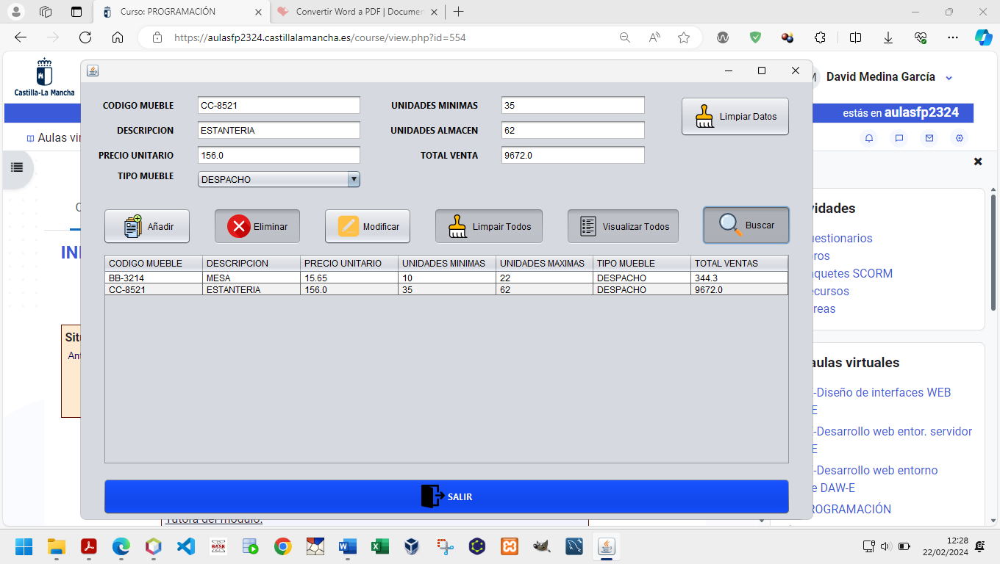 Curso: PROGRAMACIÓN
Convertir Word a PDF | Documen
https://aulasfp2324.castillalamancha.es/course/view.php?id=554
Castilla-La Mancha
David Medina García
estás en aulasfp2324
Aulas vi
CODIGO MUEBLE CC-8521 UNIDADES MINIMAS 35 Limpiar Datos
DESCRIPCION ESTANTERIA UNIDADES ALMACEN 62
PRECIO UNITARIO 156.0 TOTAL VENTA 9672.0
TIPO MUEBLE DESPACHO
Añadir Eliminar Modificar Limpair Todos Visualizar Todos Buscar
CODIGO MUEBLE DESCRIPCION PRECIO UNITARIO UNIDADES MINIMAS UNIDADES MAXIMAS TIPO MUEBLE TOTAL VENTAS
BB-3214 MESA 15.65 10 22 DESPACHO 344.3
CC-8521 ESTANTERIA 156.0 35 62 DESPACHO 9672.0
SALIR
IN
Sit
An
vidades
uestionarios
ros
quetes SCORM
ecursos
reas
aulas virtuales
-Diseño de interfaces WEB
E
-Desarrollo web entor. servidor
E
-Desarrollo web entorno
e DAW-E
ROGRAMACIÓN
Tutora del módulo:
12:28
22/02/2024